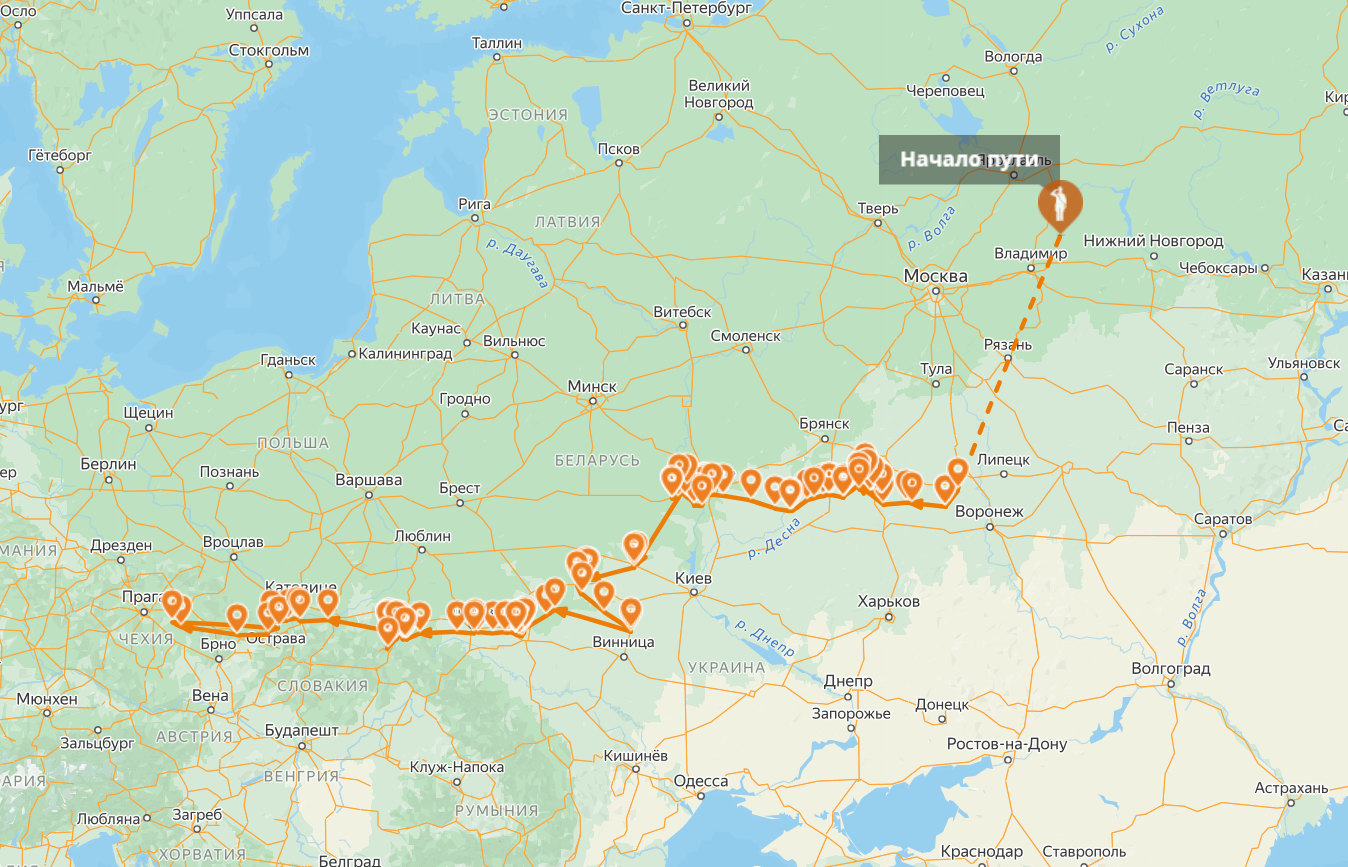 Осло
Уппсала
Стокгольм
Таллин
Санкт-Петербург
Вологда
р. Сухона
Череповец
р. Ветлуга
Великий
Новгород
ЭСТОНИЯ
Гётеборг
Псков
Начало пути
Рига
ЛАТВИЯ
Тверь
р. Волга
р. Даугава
Владимир
Нижний Новгород
Чебоксары
Казань
Москва
Мальмё
ЛИТВА
Каунас
Вильнюс
Витебск
Смоленск
Рязань
Гданьск
Калининград
Минск
Тула
Саранск
Ульяновск
Гродно
Щецин
Брянск
Пенза
ПОЛЬША
БЕЛАРУСЬ
Берлин
Познань
Варшава
Брест
Липецк
Воронеж
Саратов
Дрезден
Вроцлав
Люблин
р. Десна
МАНИЯ
Киев
Катовице
Прага
Харьков
р. Волга
ЧЕХИЯ
Брно
Острава
Винница
р. Днепр
УКРАИНА
Волгоград
СЛОВАКИЯ
Днепр
Мюнхен
Вена
Донецк
Запорожье
Зальцбург
АВСТРИЯ
Будапешт
Ростов-на-Дону
Кишинёв
ВЕНГРИЯ
Клуж-Напока
Одесса
АРИЯ
Астрахань
Любляна
Загреб
РУМЫНИЯ
ХОРВАТИЯ
Белград
Краснодар
Ставрополь